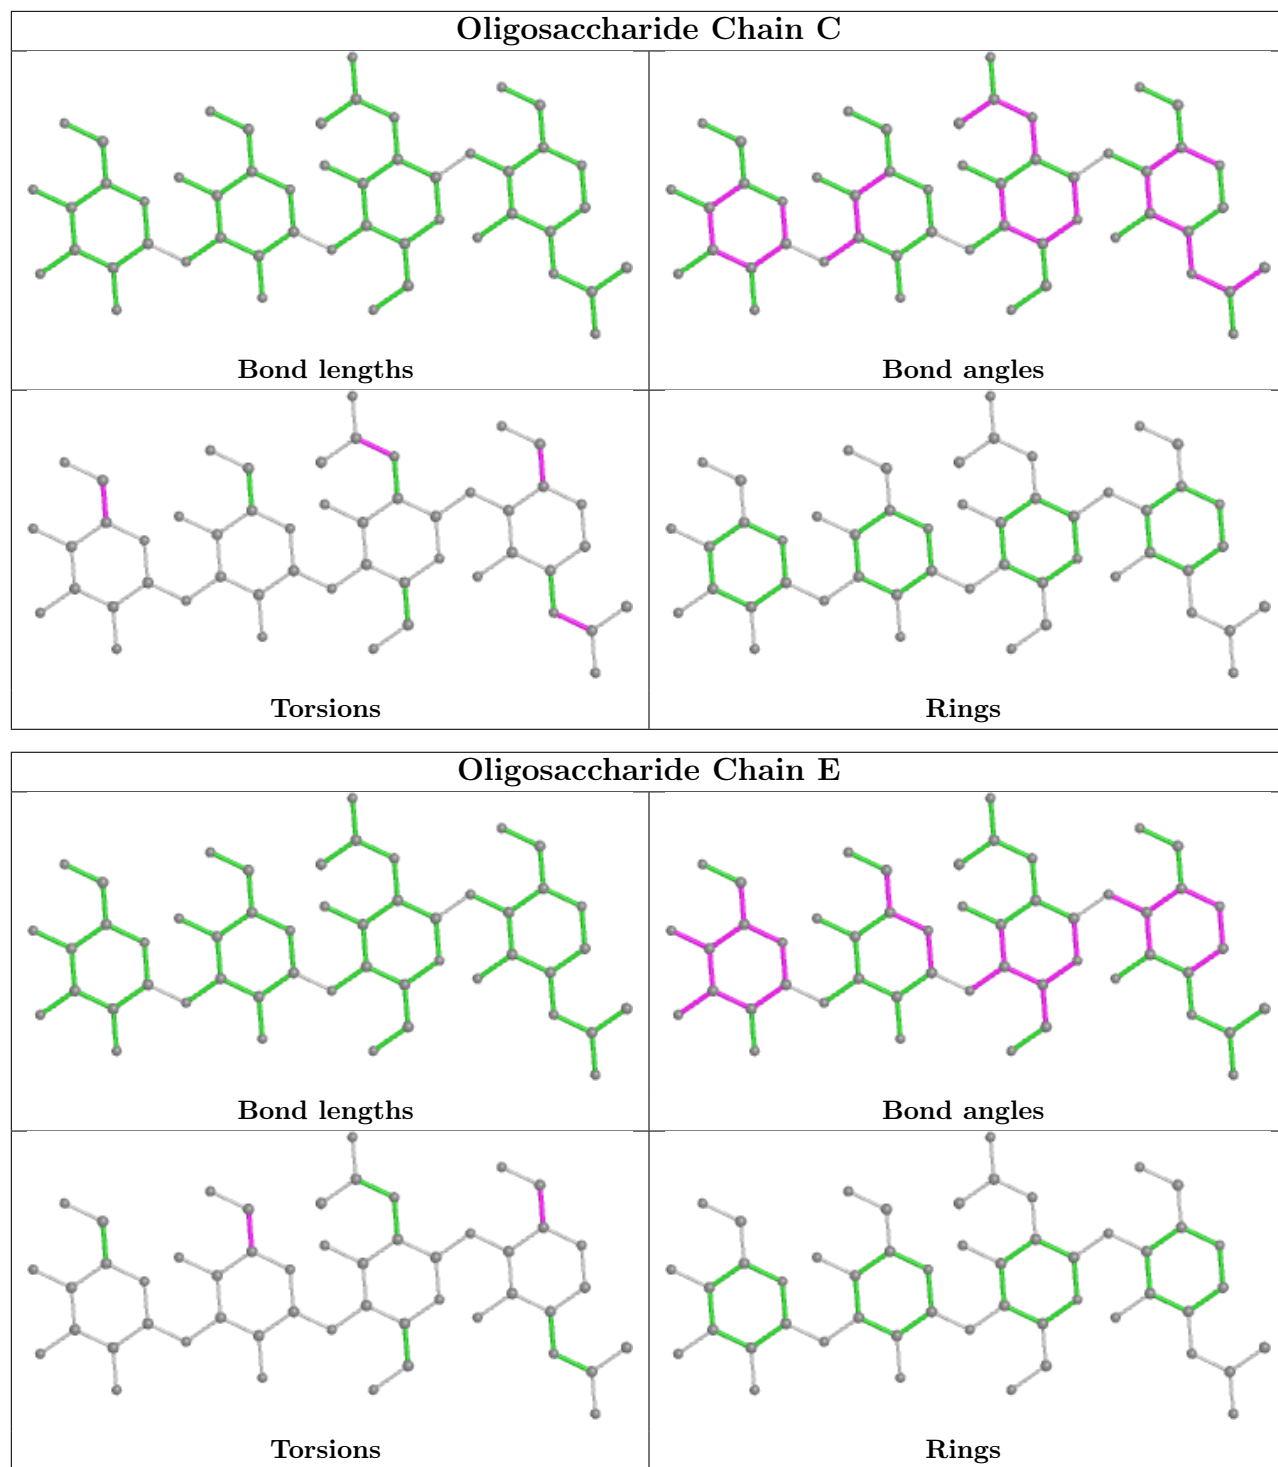 Oligosaccharide Chain C
Bond lengths
Bond angles
Torsions
Rings
Oligosaccharide Chain E
Bond lengths
Bond angles
Torsions
Rings